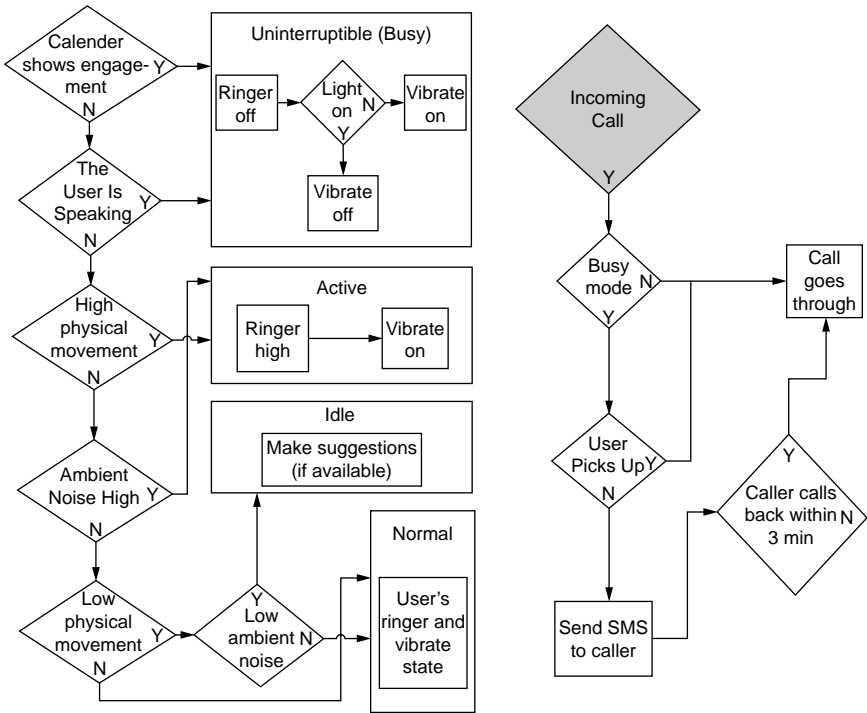 Calender
shows engage-
ment
Y
N
Uninterruptible (Busy)
Ringer
off
Light
on
N
Y
Vibrate
on
Vibrate
off
The
User Is
Speaking
Y
N
Active
Ringer
high
Vibrate
on
High
physical
movement
Y
N
Idle
Make suggestions
(if available)
Ambient
Noise High
Y
N
Normal
User's
ringer and
vibrate
state
Low
physical
movement
Y
N
Y
Low
ambient
noise
N
Incoming
Call
Y
Busy
mode
N
Y
Call
goes
through
User
Picks Up
Y
N
Y
Caller calls
back within
3 min
N
Send SMS
to caller